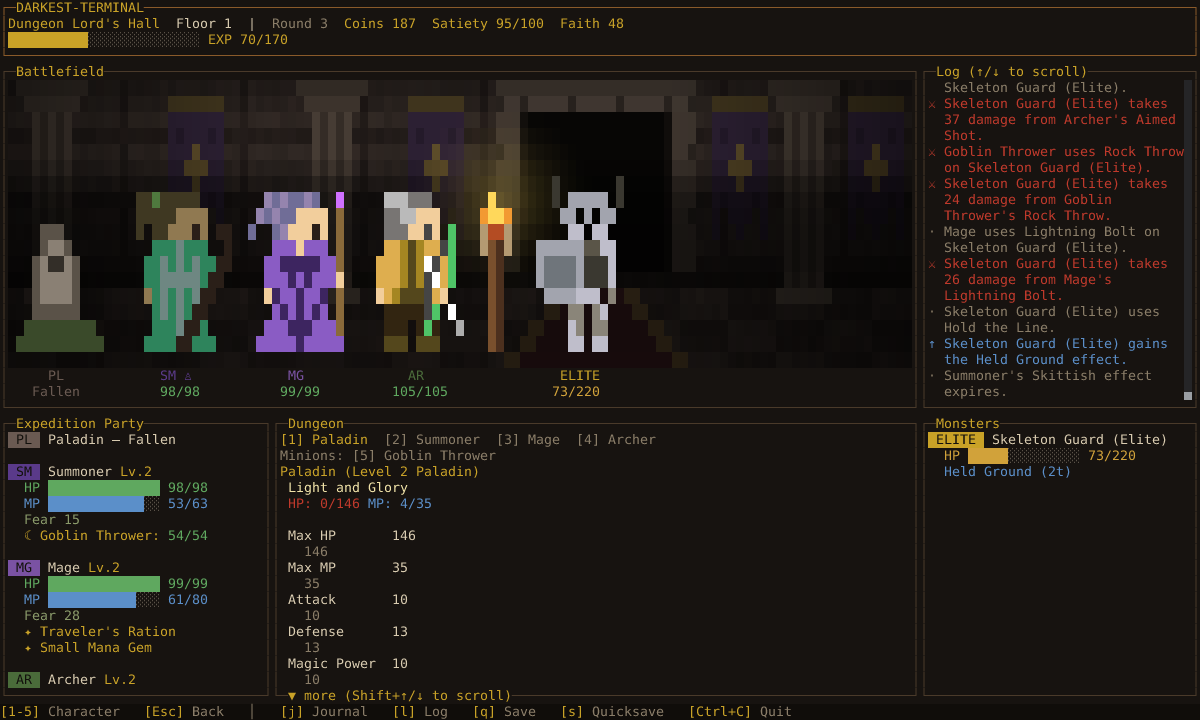 DARKEST-TERMINAL
Dungeon Lord's Hall  Floor 1  |  Round 3  Coins 187  Satiety 95/100  Faith 48
EXP 70/170
Battlefield
PL  SM ♙  MG  AR  ELITE
Fallen  98/98  99/99  105/105  73/220
Log (↑/↓ to scroll)
Skeleton Guard (Elite).
⚔ Skeleton Guard (Elite) takes
37 damage from Archer's Aimed
Shot.
⚔ Goblin Thrower uses Rock Throw
on Skeleton Guard (Elite).
⚔ Skeleton Guard (Elite) takes
24 damage from Goblin
Thrower's Rock Throw.
· Mage uses Lightning Bolt on
Skeleton Guard (Elite).
⚔ Skeleton Guard (Elite) takes
26 damage from Mage's
Lightning Bolt.
· Skeleton Guard (Elite) uses
Hold the Line.
↑ Skeleton Guard (Elite) gains
the Held Ground effect.
· Summoner's Skittish effect
expires.
Expedition Party
PL Paladin — Fallen
SM Summoner Lv.2
HP 98/98
MP 53/63
Fear 15
☾ Goblin Thrower: 54/54
MG Mage Lv.2
HP 99/99
MP 61/80
Fear 28
✦ Traveler's Ration
✦ Small Mana Gem
AR Archer Lv.2
Dungeon
[1] Paladin  [2] Summoner  [3] Mage  [4] Archer
Minions: [5] Goblin Thrower
Paladin (Level 2 Paladin)
Light and Glory
HP: 0/146 MP: 4/35
Max HP  146
146
Max MP  35
35
Attack  10
10
Defense  13
13
Magic Power  10
10
▼ more (Shift+↑/↓ to scroll)
Monsters
ELITE Skeleton Guard (Elite)
HP 73/220
Held Ground (2t)
[1-5] Character  [Esc] Back  │  [j] Journal  [l] Log  [q] Save  [s] Quicksave  [Ctrl+C] Quit